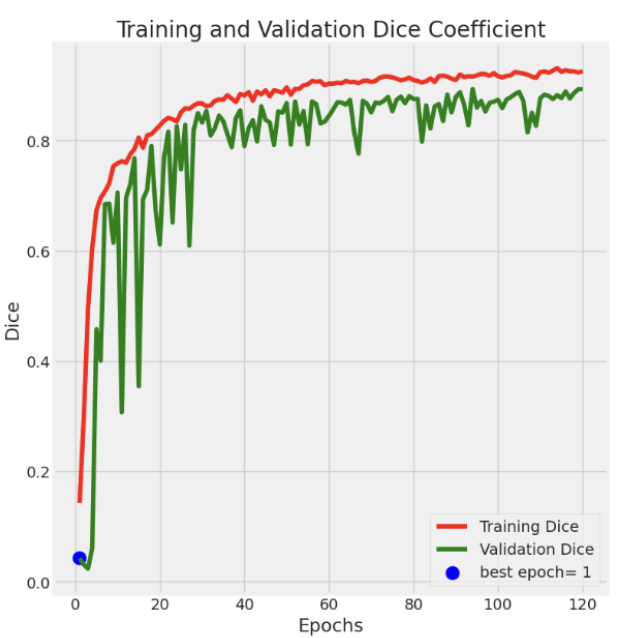 Training and Validation Dice Coefficient
Dice
0.8
0.6
0.4
0.2
0.0
0 20 40 60 80 100 120
Epochs
Training Dice
Validation Dice
best epoch= 1